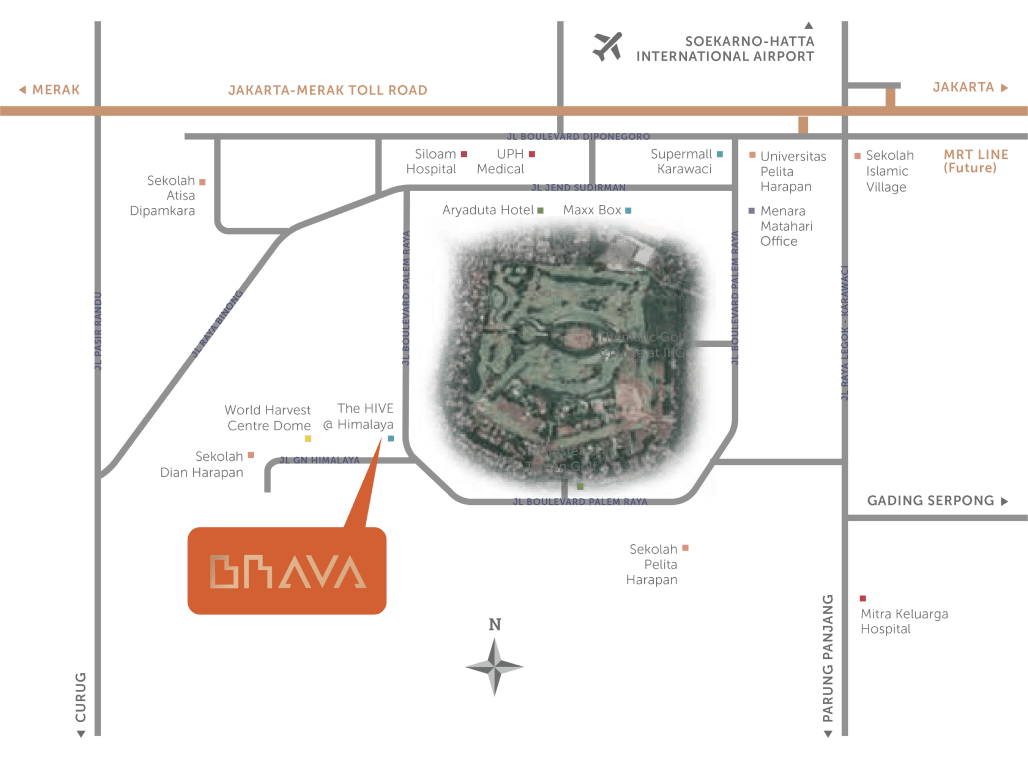 SOEKARNO-HATTA
INTERNATIONAL AIRPORT
MERAK
JAKARTA-MERAK TOLL ROAD
JAKARTA
JL BOULEVARD DIPONEGORO
MRT LINE
(Future)
Siloam
Hospital
UPH
Medical
Supermall
Karawaci
Universitas
Pelita
Harapan
Sekolah
Islamic
Village
Sekolah
Atisa
Dipamkara
JL JEND SUDIRMAN
Aryaduta Hotel
Maxx Box
Menara
Matahari
Office
JL PASIR RANDU
JL RAYA BINONG
JL BOULEVARD PALEM RAYA
JL BOULEVARD PALEM RAYA
JL RAYA LEGOK - KARAWACI
World Harvest
Centre Dome
The HIVE
@ Himalaya
Sekolah
Dian Harapan
JL GN HIMALAYA
JL BOULEVARD PALEM RAYA
GADING SERPONG
BRAVA
Sekolah
Pelita
Harapan
Mitra Keluarga
Hospital
N
CURUG
PARUNG PANJANG